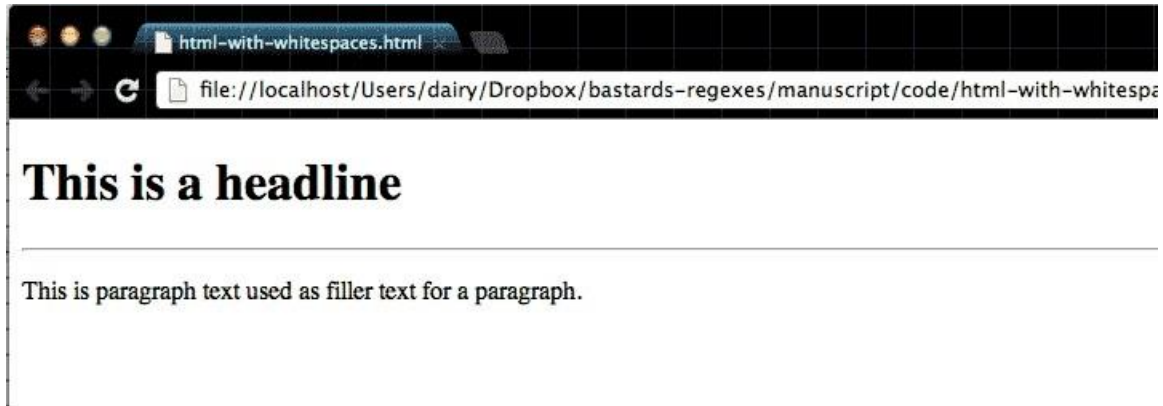 html-with-whitespaces.html
file://localhost/Users/dairy/Dropbox/bastards-regexes/manuscript/code/html-with-whitespa
This is a headline
This is paragraph text used as filler text for a paragraph.